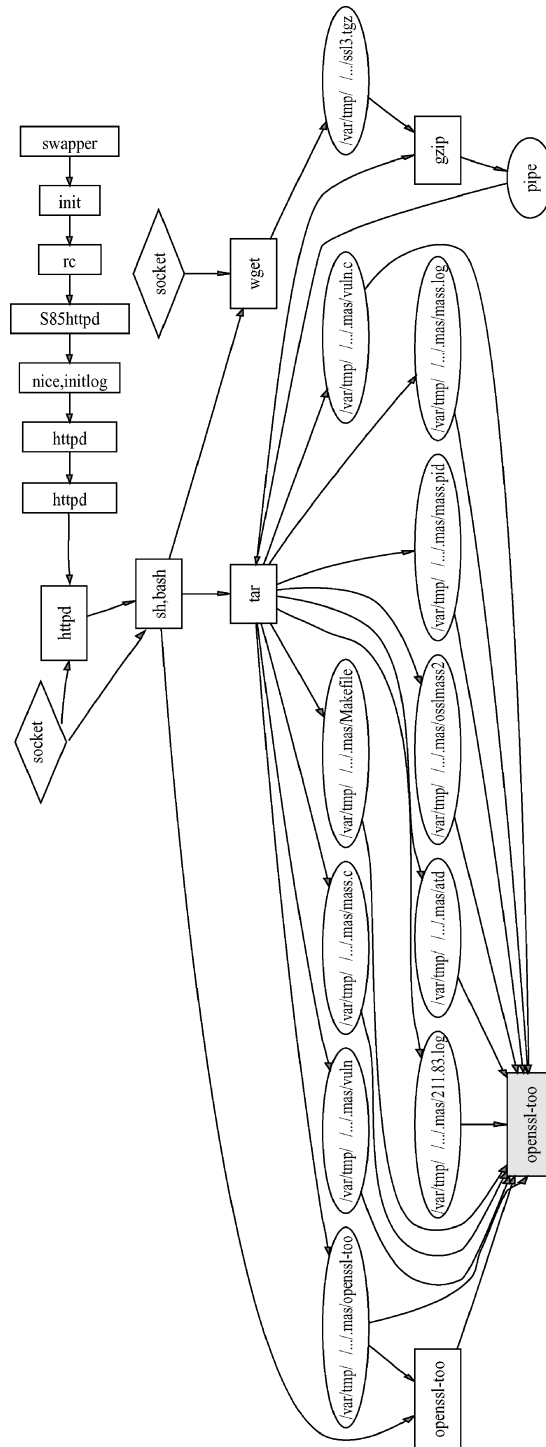 swapper
init
rc
S85httpd
nice,initlog
httpd
httpd
httpd
socket
sh,bash
socket
wget
tar
/var/tmp/ /.../ssl3.tgz
gzip
pipe
/var/tmp/ /.../.mas/vuln.c
/var/tmp/ /.../.mas/mass.log
/var/tmp/ /.../.mas/mass.pid
/var/tmp/ /.../.mas/Makefile
/var/tmp/ /.../.mas/osslmass2
/var/tmp/ /.../.mas/mass.c
/var/tmp/ /.../.mas/atd
/var/tmp/ /.../.mas/vuln
/var/tmp/ /.../.mas/211.83.log
/var/tmp/ /.../.mas/openssl-too
openssl-too
openssl-too